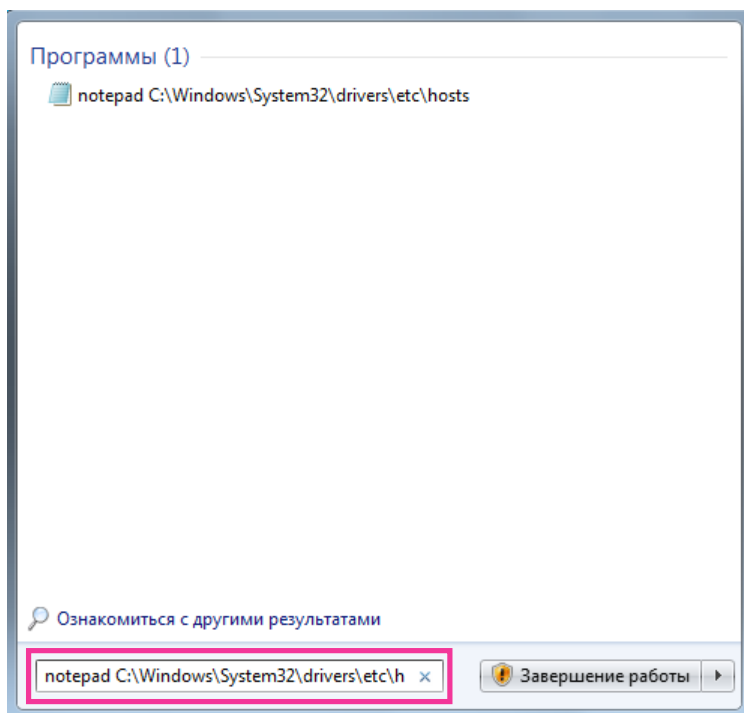 Программы (1)
notepad C:\Windows\System32\drivers\etc\hosts
Ознакомиться с другими результатами
notepad C:\Windows\System32\drivers\etc\h
Завершение работы